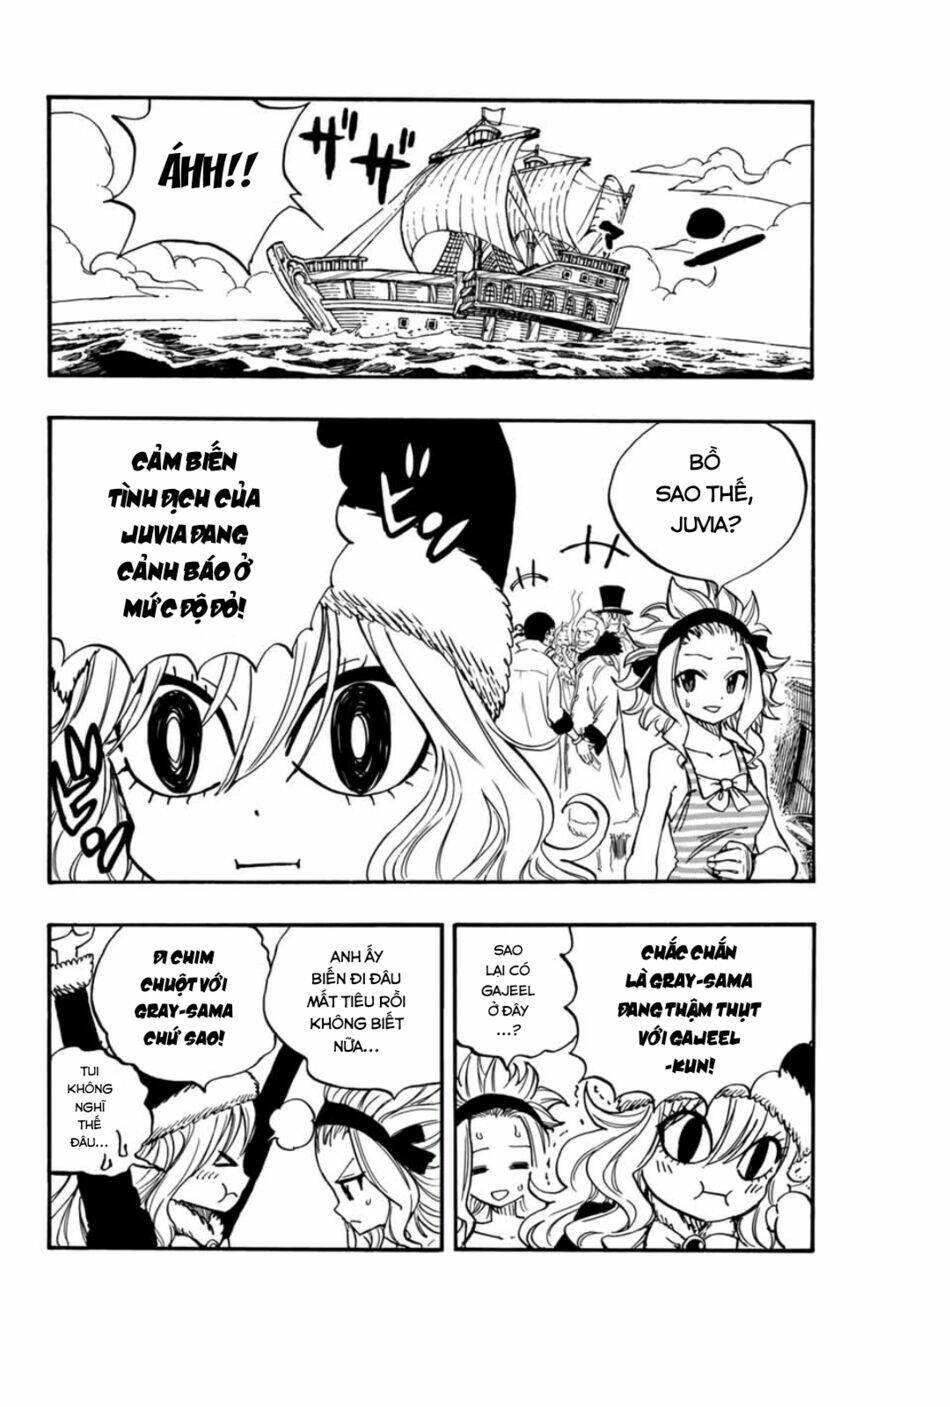 ÁHH!!
ザザ
BỒ
SAO THẾ,
JUVIA?
CẢM BIẾN
TÌNH ĐỊCH CỦA
JUVIA ĐANG
CẢNH BÁO Ở
MỨC ĐỘ ĐỎ!
CHẮC CHẮN
LÀ GRAY-SAMA
ĐANG THẬM THỤT
VỚI GAJEEL
-KUN!
SAO
LẠI CÓ
GAJEEL
Ở ĐÂY
...?
ANH ẤY
BIẾN ĐI ĐÂU
MẤT TIÊU RỒI
KHÔNG BIẾT
NỮA...
ĐI CHIM
CHUỘT VỚI
GRAY-SAMA
CHỨ SAO!
TUI
KHÔNG
NGHĨ
THẾ
ĐÂU...